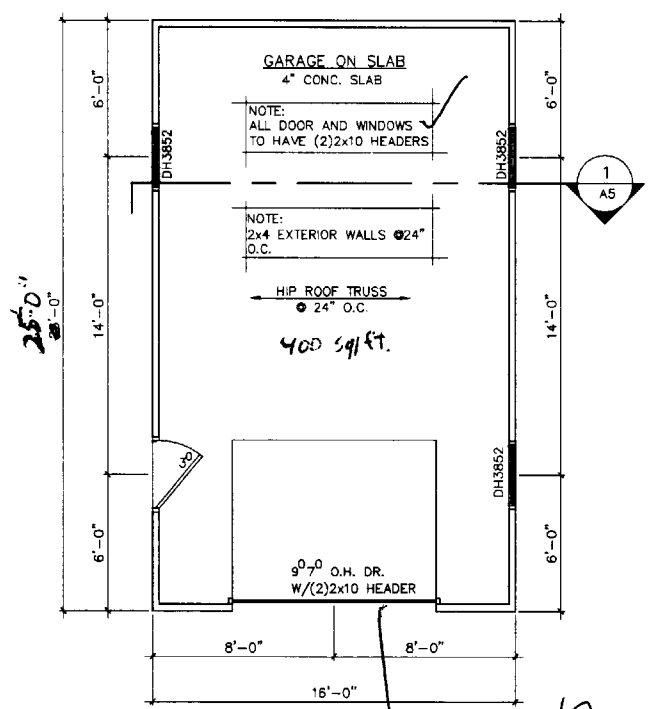 GARAGE ON SLAB
4" CONC. SLAB
6'-0"
6'-0"
NOTE:
ALL DOOR AND WINDOWS
TO HAVE (2)2x10 HEADERS
DH3852
DH3852
1
A5
NOTE:
2x4 EXTERIOR WALLS @24"
O.C.
25'-0"
14'-0"
14'-0"
HIP ROOF TRUSS
@ 24" O.C.
400 sq/ft.
3⁰
DH3852
6'-0"
6'-0"
9⁰7⁰ O.H. DR.
W/(2)2x10 HEADER
8'-0"
8'-0"
16'-0"